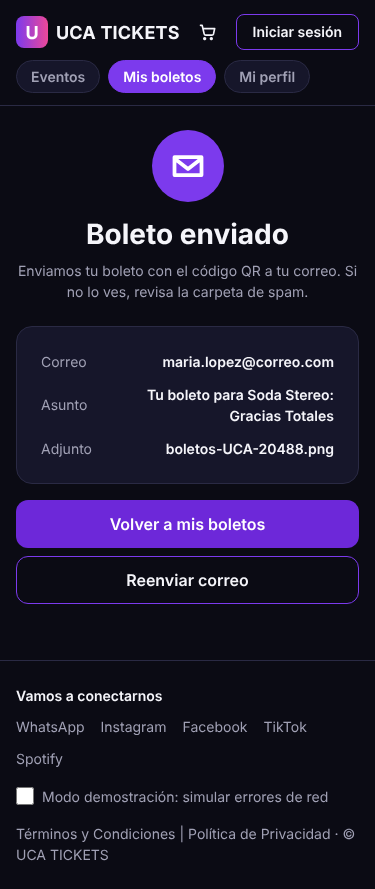 U UCA TICKETS Iniciar sesión
Eventos Mis boletos Mi perfil
Boleto enviado
Enviamos tu boleto con el código QR a tu correo. Si
no lo ves, revisa la carpeta de spam.
Correo maria.lopez@correo.com
Asunto Tu boleto para Soda Stereo:
Gracias Totales
Adjunto boletos-UCA-20488.png
Volver a mis boletos
Reenviar correo
Vamos a conectarnos
WhatsApp Instagram Facebook TikTok
Spotify
Modo demostración: simular errores de red
Términos y Condiciones | Política de Privacidad · ©
UCA TICKETS